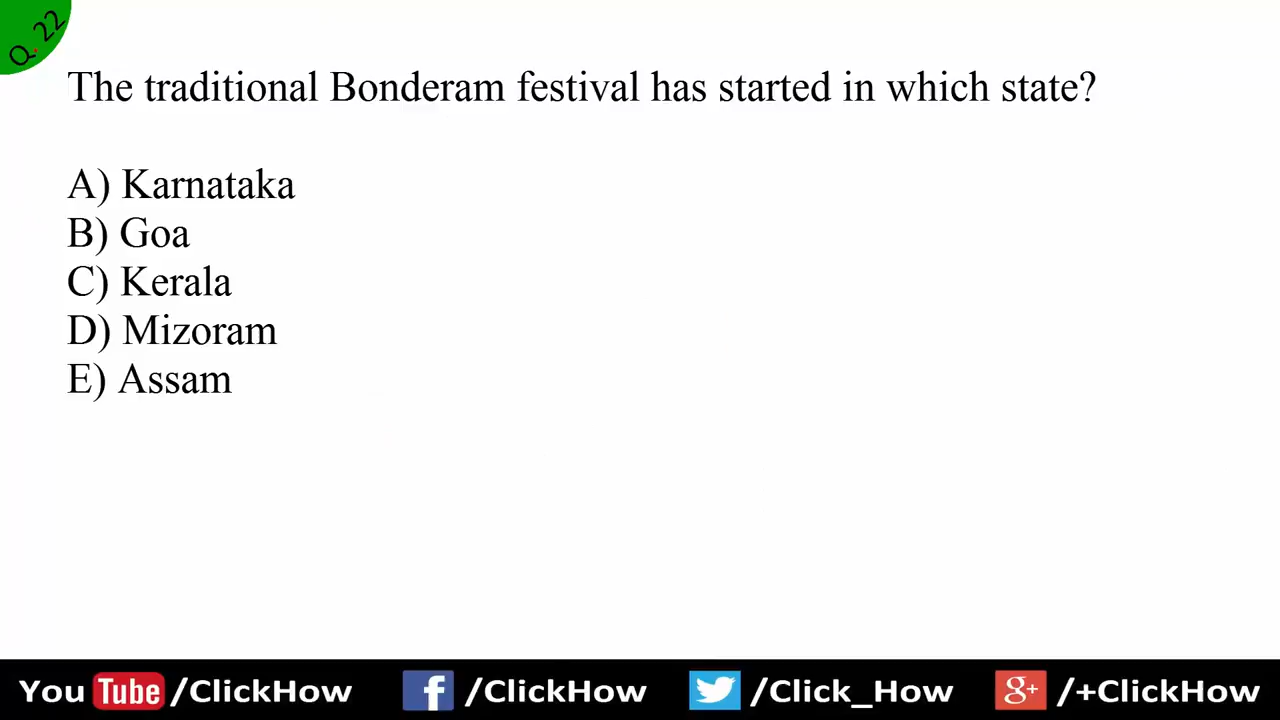 Q.22
The traditional Bonderam festival has started in which state?
A) Karnataka
B) Goa
C) Kerala
D) Mizoram
E) Assam
You Tube /ClickHow f /ClickHow /Click_How g+ /+ClickHow